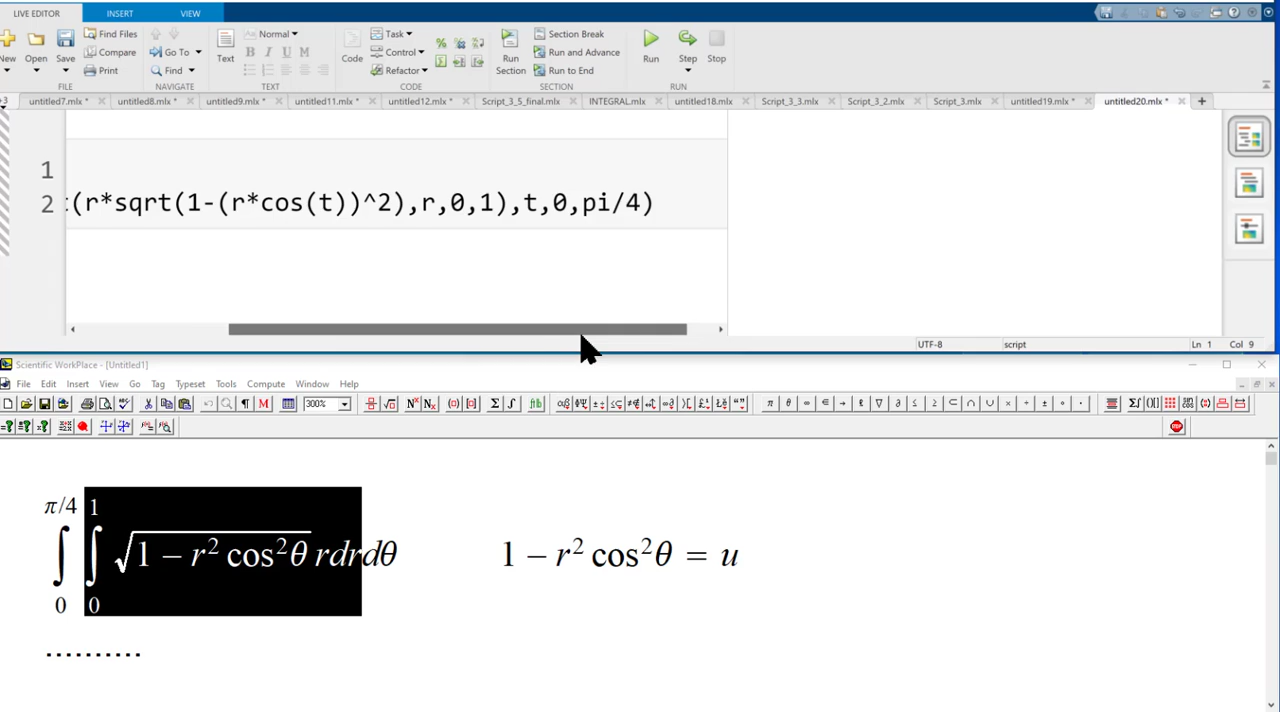 LIVE EDITOR INSERT VIEW
New Open Save Find Files Compare Print
Go To Find
Text Normal B I U M
Code Task Control Refactor
Run Section Section Break Run and Advance Run to End
Run Step Stop
FILE NAVIGATE TEXT CODE SECTION RUN
+3 untitled7.mlx * untitled8.mlx * untitled9.mlx * untitled11.mlx * untitled12.mlx * Script_3_5_final.mlx INTEGRAL.mlx untitled18.mlx Script_3_3.mlx Script_3_2.mlx Script_3.mlx untitled19.mlx * untitled20.mlx * +
1
2 t(r*sqrt(1-(r*cos(t))^2),r,0,1),t,0,pi/4)
UTF-8 script Ln 1 Col 9
Scientific WorkPlace - [Untitled1]
File Edit Insert View Go Tag Typeset Tools Compute Window Help
300%
∫₀^{π/4} ∫₀^1 √(1 − r² cos²θ) rdrdθ 1 − r² cos²θ = u
..........